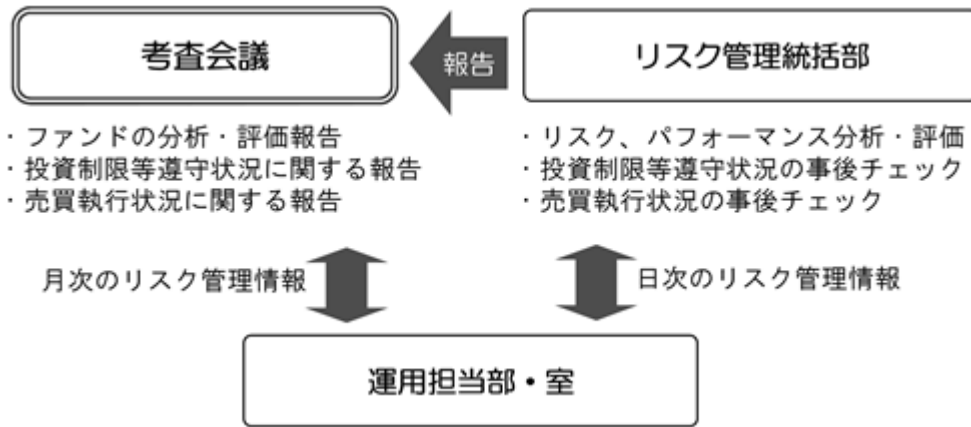 考査会議
報告
リスク管理統括部
・ファンドの分析・評価報告
・投資制限等遵守状況に関する報告
・売買執行状況に関する報告
・リスク、パフォーマンス分析・評価
・投資制限等遵守状況の事後チェック
・売買執行状況の事後チェック
月次のリスク管理情報
日次のリスク管理情報
運用担当部・室